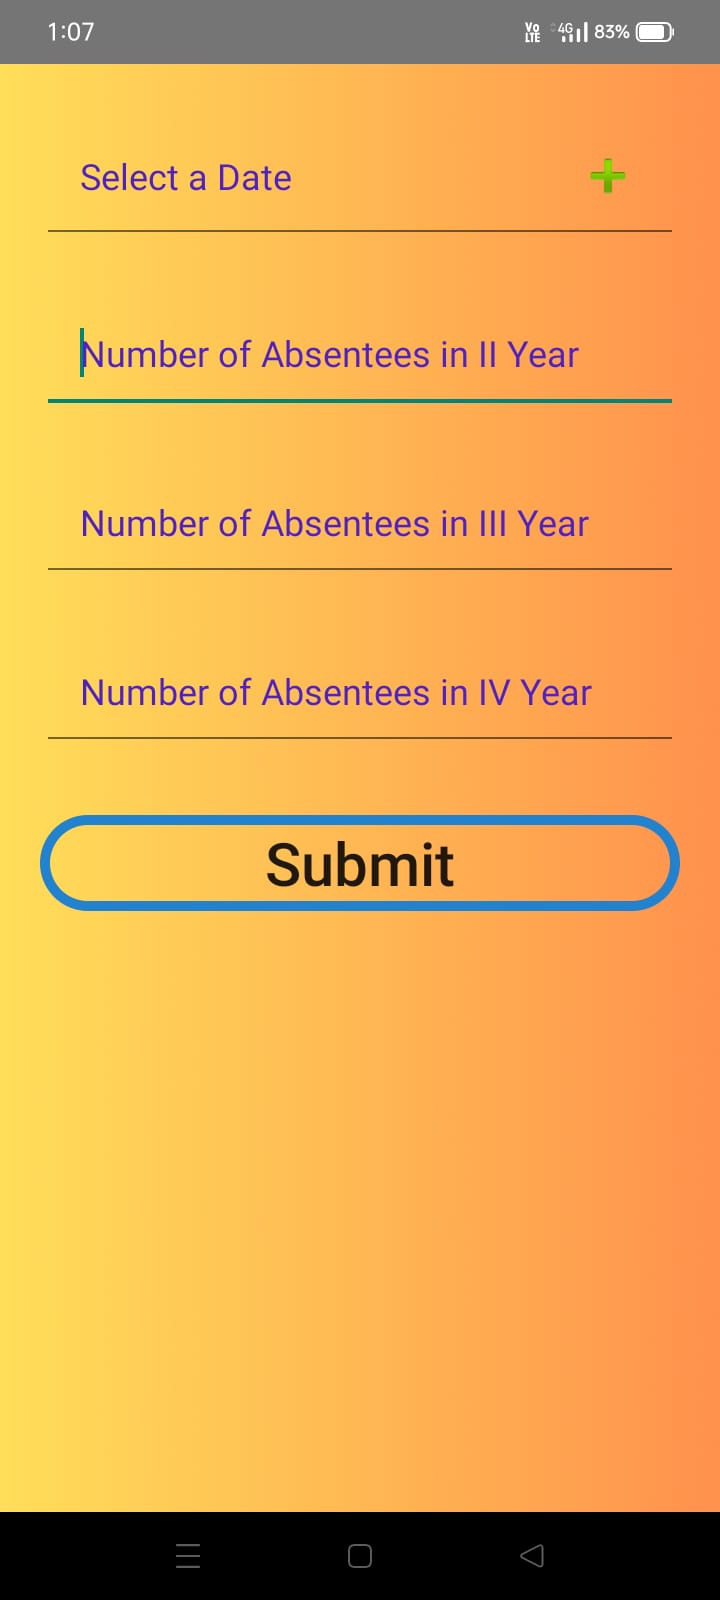 1:07 Vo LTE 4G 83%
Select a Date
Number of Absentees in II Year
Number of Absentees in III Year
Number of Absentees in IV Year
Submit